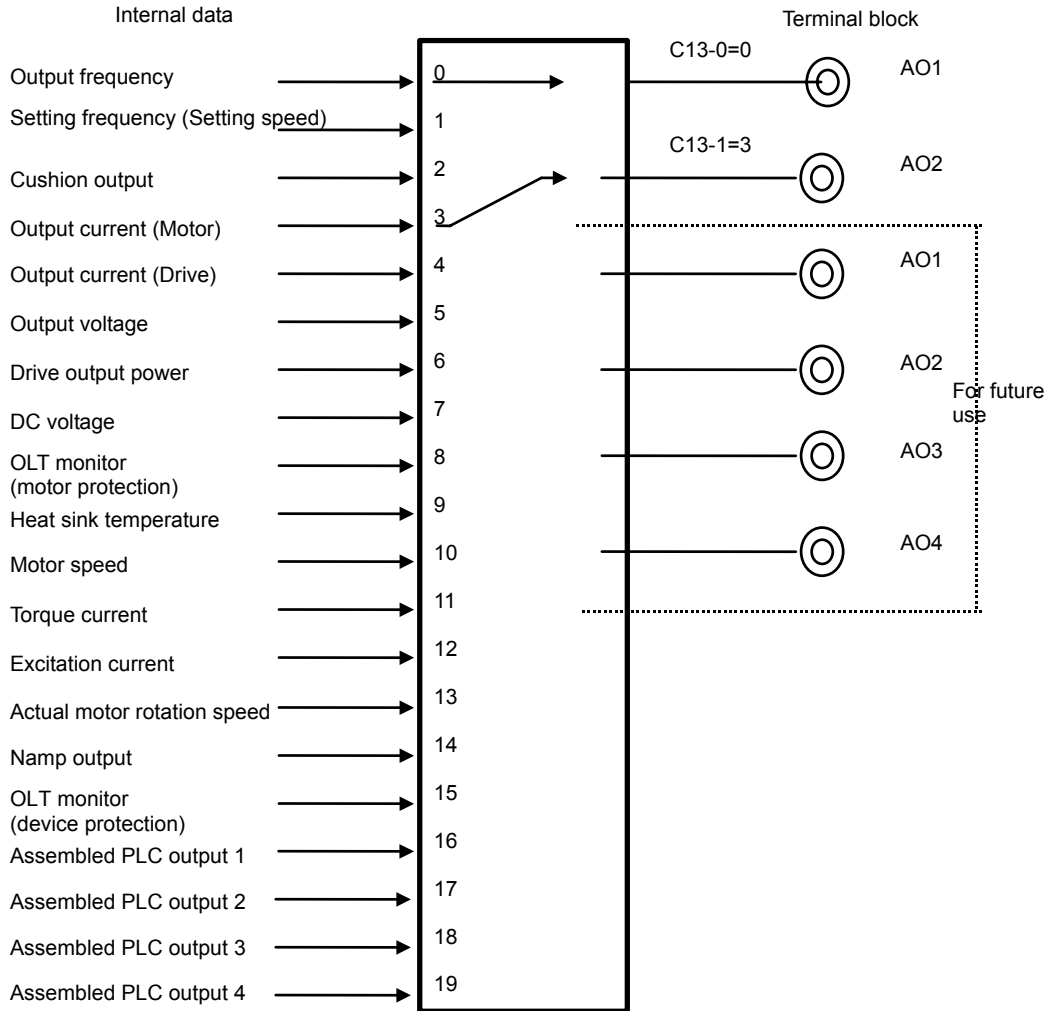 Internal data
Terminal block
Output frequency
0
C13-0=0
AO1
Setting frequency (Setting speed)
1
Cushion output
2
C13-1=3
AO2
Output current (Motor)
3
Output current (Drive)
4
AO1
Output voltage
5
Drive output power
6
AO2
For future
use
DC voltage
7
OLT monitor
(motor protection)
8
AO3
Heat sink temperature
9
Motor speed
10
AO4
Torque current
11
Excitation current
12
Actual motor rotation speed
13
Namp output
14
OLT monitor
(device protection)
15
Assembled PLC output 1
16
Assembled PLC output 2
17
Assembled PLC output 3
18
Assembled PLC output 4
19